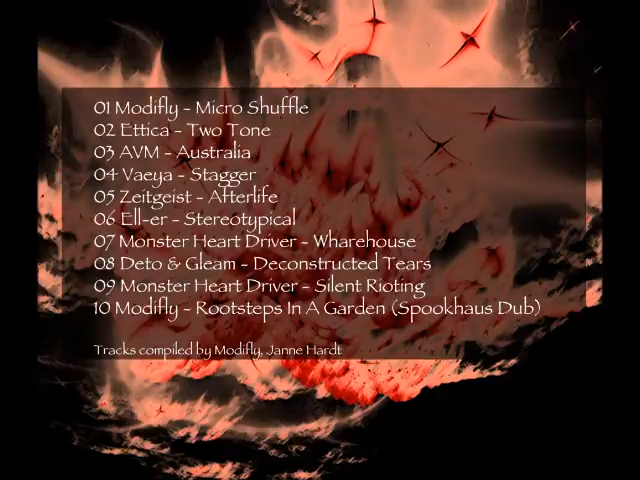 01 Modifly - Micro Shuffle
02 Ettica - Two Tone
03 AVM - Australia
04 Vaeya - Stagger
05 Zeitgeist - Afterlife
06 Ell-er - Stereotypical
07 Monster Heart Driver - Wharehouse
08 Deto & Gleam - Deconstructed Tears
09 Monster Heart Driver - Silent Rioting
10 Modifly - Rootsteps In A Garden (Spookhaus Dub)
Tracks compiled by Modifly, Janne Hardt